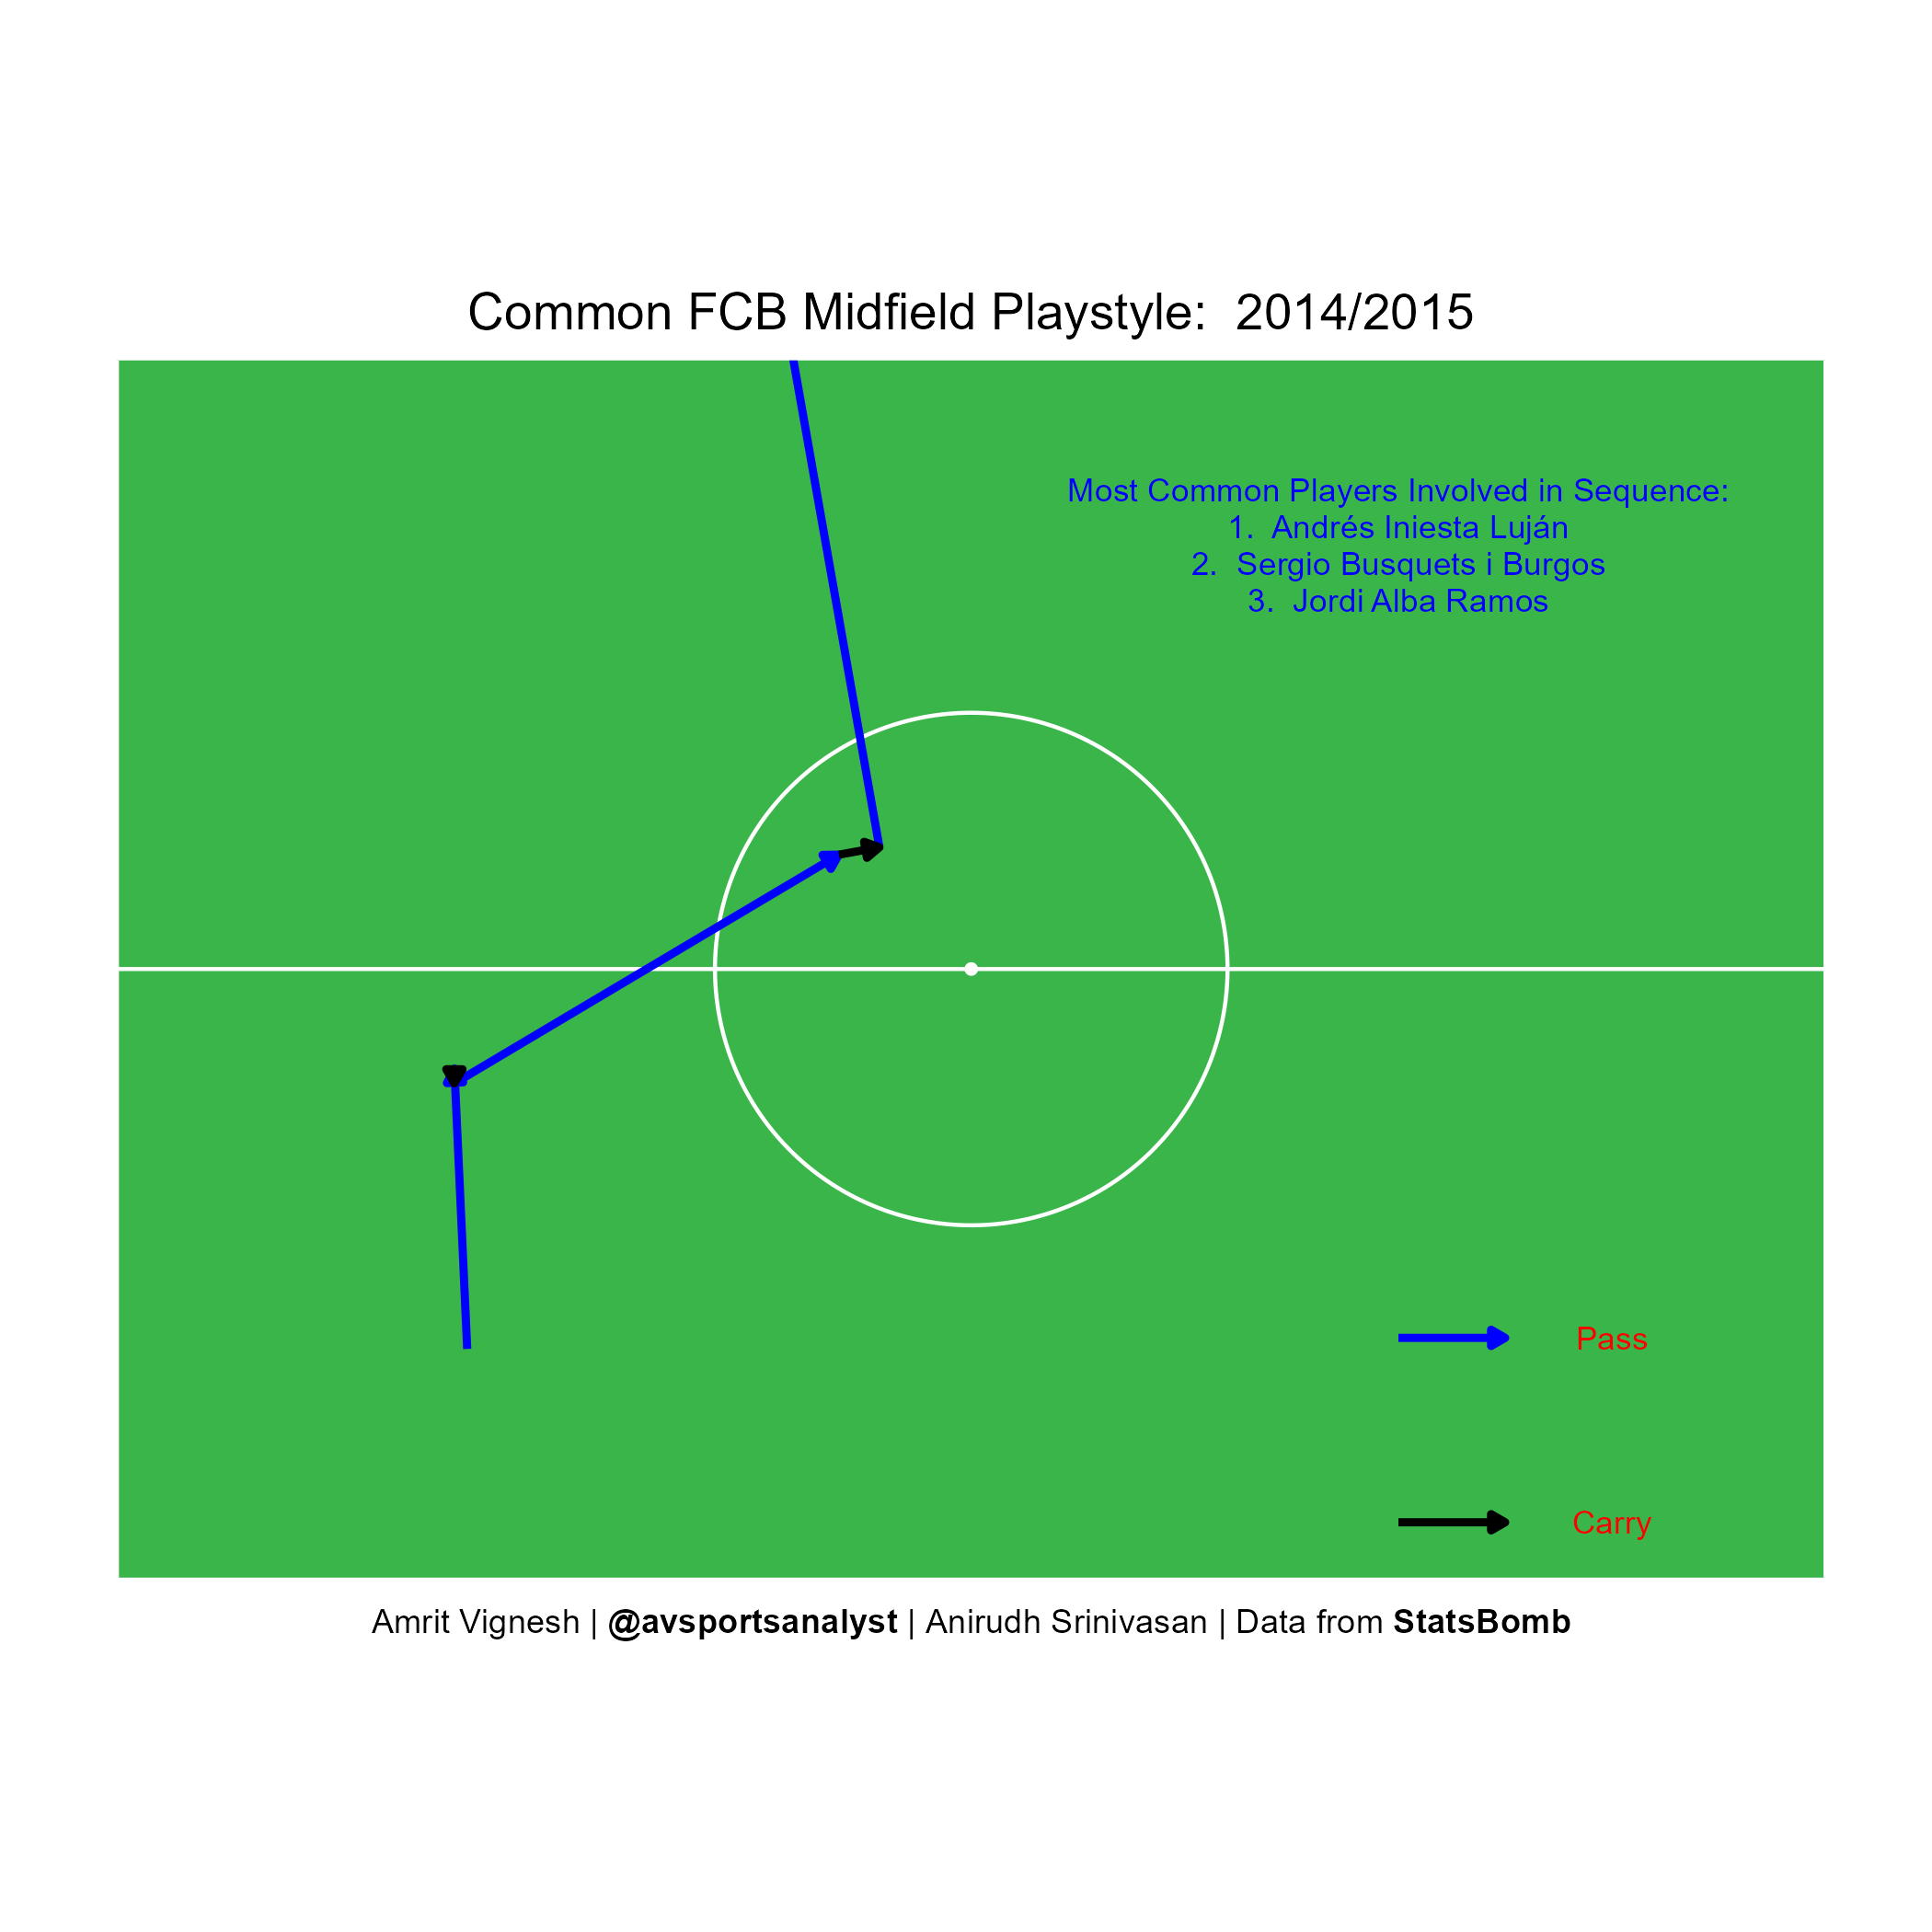 Common FCB Midfield Playstyle:  2014/2015
Most Common Players Involved in Sequence:
1.  Andrés Iniesta Luján
2.  Sergio Busquets i Burgos
3.  Jordi Alba Ramos
Pass
Carry
Amrit Vignesh | @avsportsanalyst | Anirudh Srinivasan | Data from StatsBomb